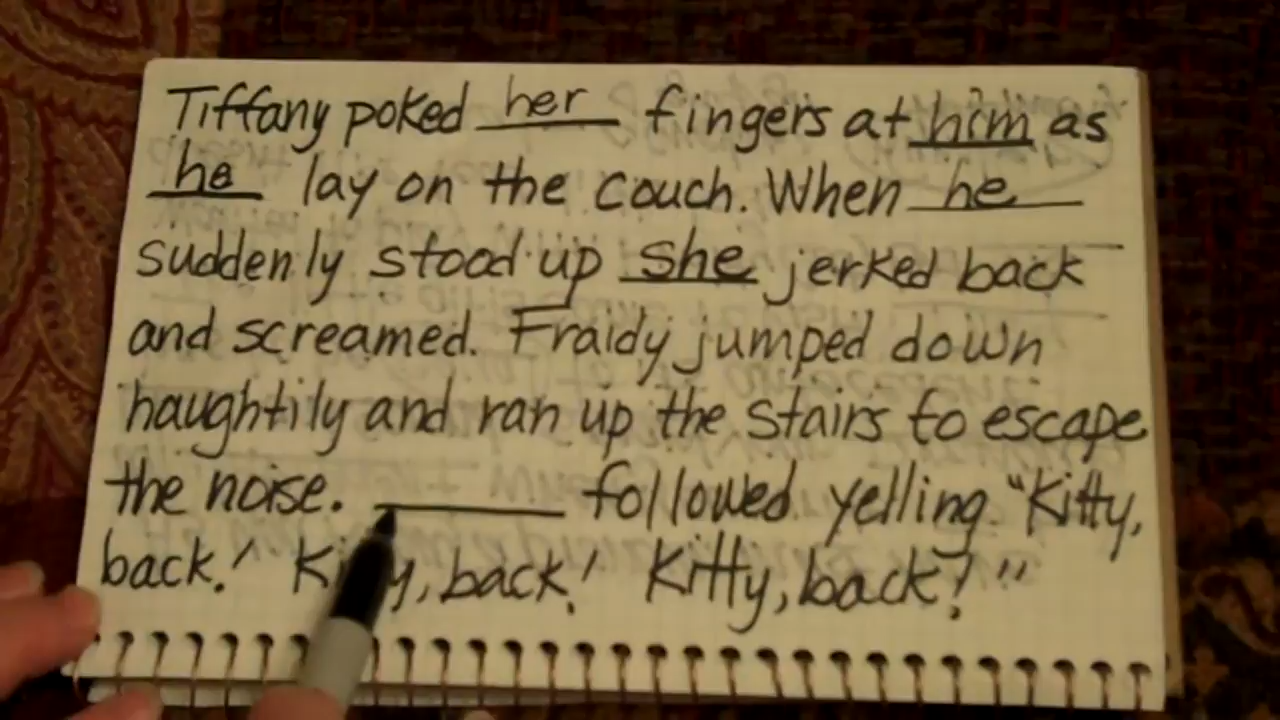 Tiffany poked her fingers at him as
he lay on the couch. When he
suddenly stood up she jerked back
and screamed. Fraidy jumped down
haughtily and ran up the stairs to escape
the noise. ______ followed yelling "Kitty,
back! Kitty, back! Kitty, back!"